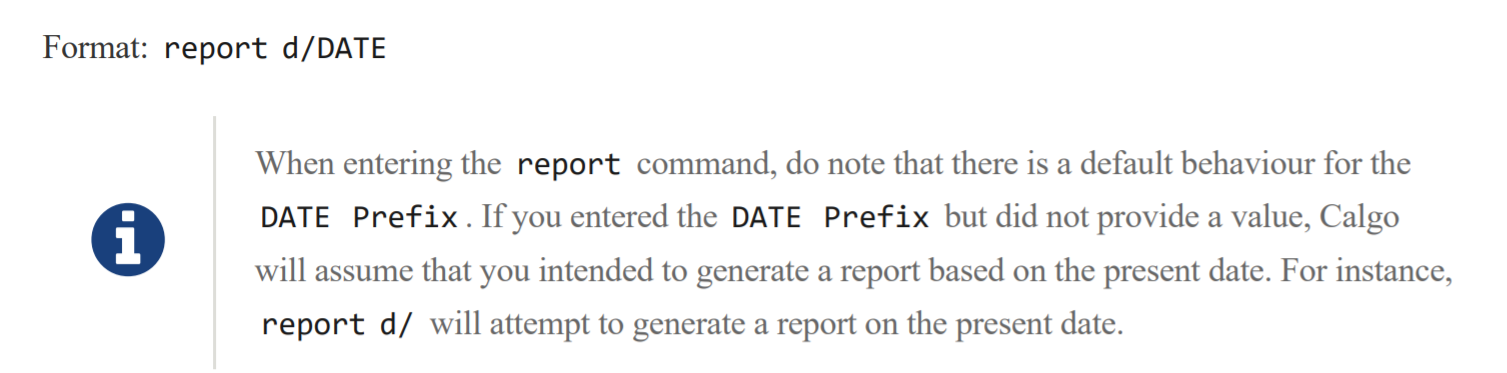 Format: report d/DATE
When entering the report command, do note that there is a default behaviour for the
DATE Prefix. If you entered the DATE Prefix but did not provide a value, Calgo
will assume that you intended to generate a report based on the present date. For instance,
report d/ will attempt to generate a report on the present date.